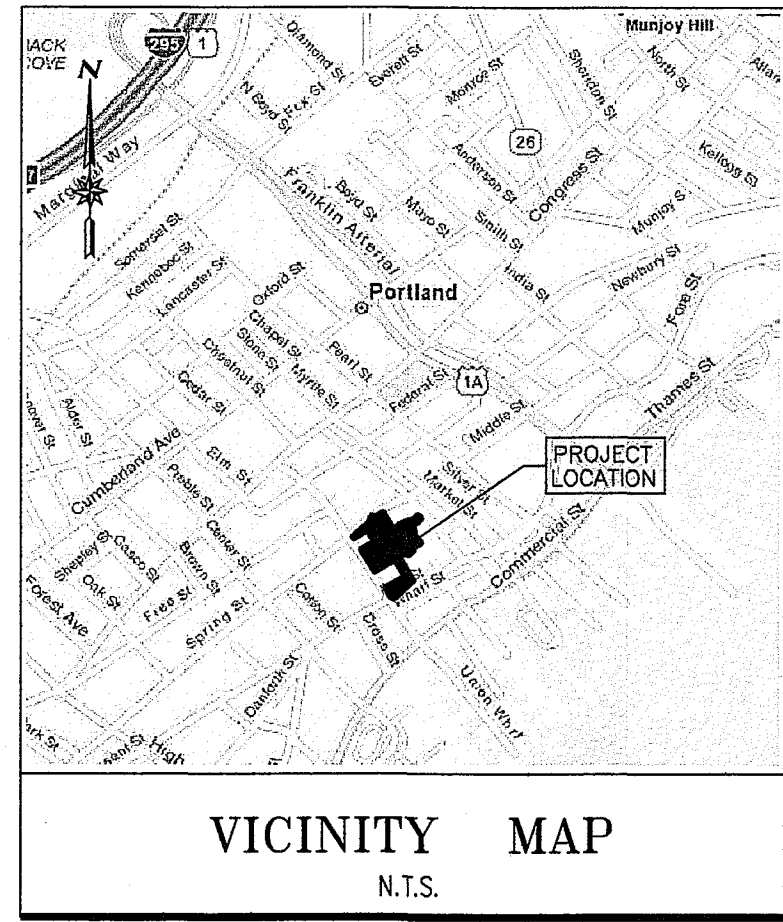 Munjoy Hill
295
1
N
Diamond St
Fox St
N Boyd St
Everett St
Monroe St
Sheridan St
North St
26
Kellogg St
Marginal Way
Franklin Arterial
Boyd St
Mayo St
Anderson St
Smith St
Congress St
Munjoy S
Somerset St
Kennebec St
Lancaster St
Oxford St
India St
Newbury St
Fore St
Portland
Chapel St
Stone St
Chestnut St
Myrtle St
Pearl St
Cedar St
Federal St
1A
Middle St
Thames St
Alder St
Cumberland Ave
Elm St
Preble St
Center St
Silver St
Market St
PROJECT
LOCATION
Commercial St
Shepley St
Casco St
Oak St
Brown St
Free St
Forest Ave
Spring St
Cotton St
Cross St
Wharf St
Danforth St
Union Wharf
High
VICINITY MAP
N.T.S.